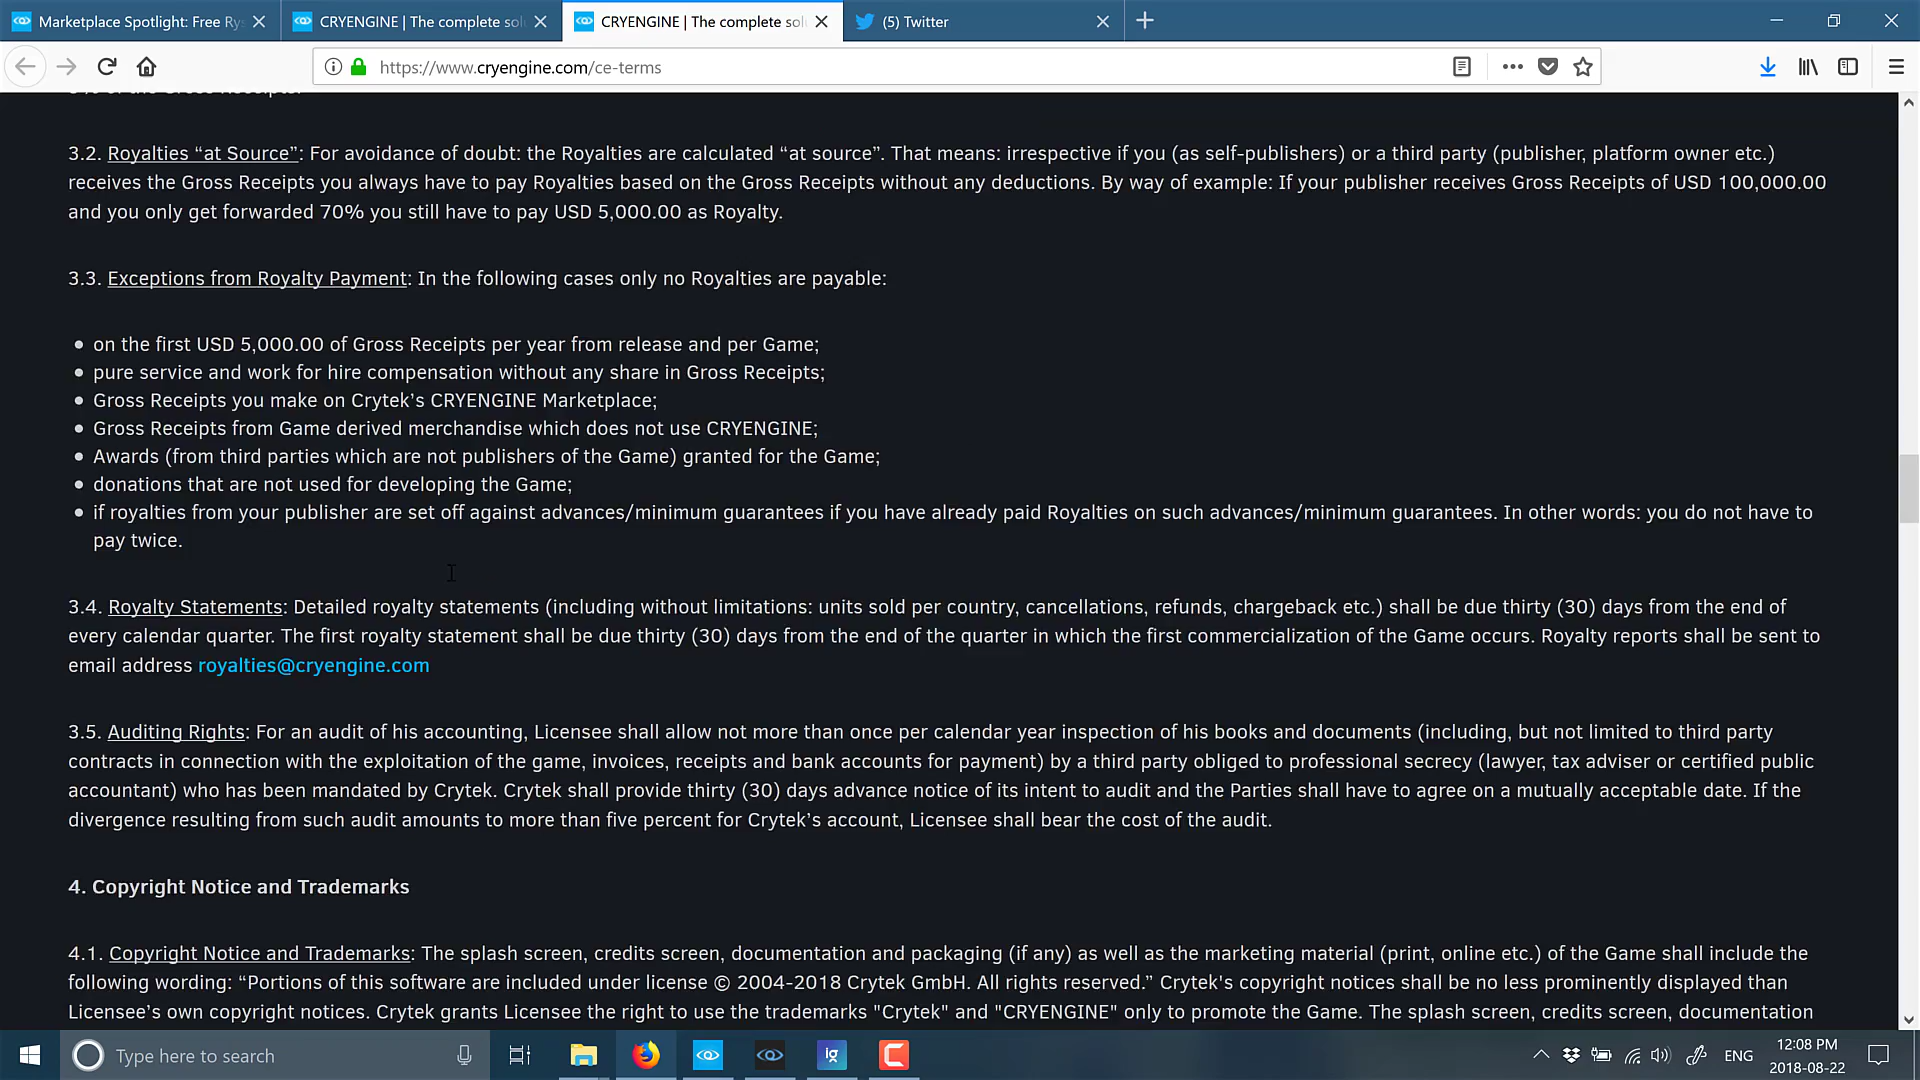 Marketplace Spotlight: Free Rys
CRYENGINE | The complete sol
CRYENGINE | The complete sol
(5) Twitter
https://www.cryengine.com/ce-terms
3.2. Royalties “at Source”: For avoidance of doubt: the Royalties are calculated “at source”. That means: irrespective if you (as self-publishers) or a third party (publisher, platform owner etc.)
receives the Gross Receipts you always have to pay Royalties based on the Gross Receipts without any deductions. By way of example: If your publisher receives Gross Receipts of USD 100,000.00
and you only get forwarded 70% you still have to pay USD 5,000.00 as Royalty.
3.3. Exceptions from Royalty Payment: In the following cases only no Royalties are payable:
• on the first USD 5,000.00 of Gross Receipts per year from release and per Game;
• pure service and work for hire compensation without any share in Gross Receipts;
• Gross Receipts you make on Crytek’s CRYENGINE Marketplace;
• Gross Receipts from Game derived merchandise which does not use CRYENGINE;
• Awards (from third parties which are not publishers of the Game) granted for the Game;
• donations that are not used for developing the Game;
• if royalties from your publisher are set off against advances/minimum guarantees if you have already paid Royalties on such advances/minimum guarantees. In other words: you do not have to
pay twice.
3.4. Royalty Statements: Detailed royalty statements (including without limitations: units sold per country, cancellations, refunds, chargeback etc.) shall be due thirty (30) days from the end of
every calendar quarter. The first royalty statement shall be due thirty (30) days from the end of the quarter in which the first commercialization of the Game occurs. Royalty reports shall be sent to
email address royalties@cryengine.com
3.5. Auditing Rights: For an audit of his accounting, Licensee shall allow not more than once per calendar year inspection of his books and documents (including, but not limited to third party
contracts in connection with the exploitation of the game, invoices, receipts and bank accounts for payment) by a third party obliged to professional secrecy (lawyer, tax adviser or certified public
accountant) who has been mandated by Crytek. Crytek shall provide thirty (30) days advance notice of its intent to audit and the Parties shall have to agree on a mutually acceptable date. If the
divergence resulting from such audit amounts to more than five percent for Crytek’s account, Licensee shall bear the cost of the audit.
4. Copyright Notice and Trademarks
4.1. Copyright Notice and Trademarks: The splash screen, credits screen, documentation and packaging (if any) as well as the marketing material (print, online etc.) of the Game shall include the
following wording: “Portions of this software are included under license © 2004-2018 Crytek GmbH. All rights reserved.” Crytek's copyright notices shall be no less prominently displayed than
Licensee’s own copyright notices. Crytek grants Licensee the right to use the trademarks "Crytek" and "CRYENGINE" only to promote the Game. The splash screen, credits screen, documentation
Type here to search
ig
ENG
12:08 PM
2018-08-22